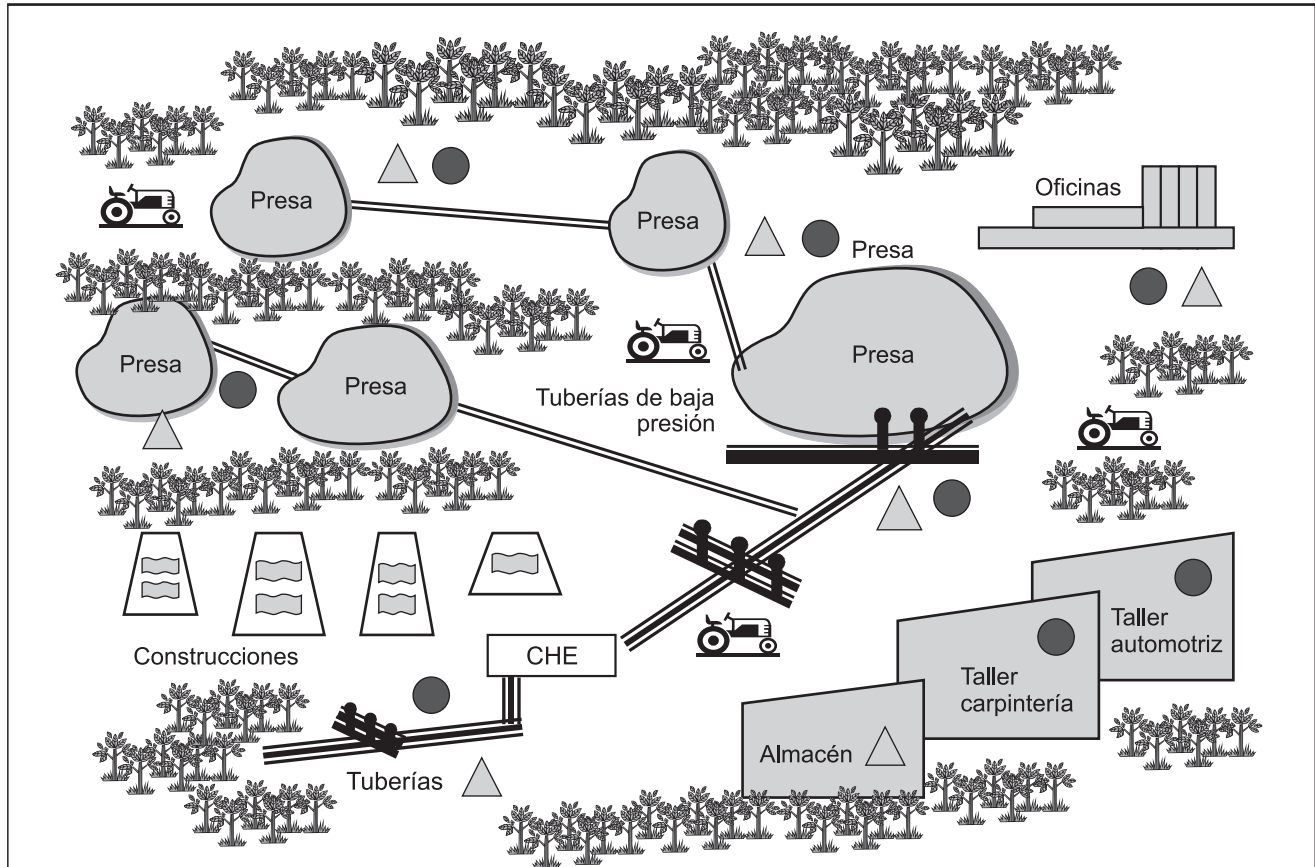 Oficinas
Presa
Presa
Presa
Presa
Presa
Presa
Tuberías de baja
presión
Construcciones
CHE
Taller
automotriz
Taller
carpintería
Almacén
Tuberías